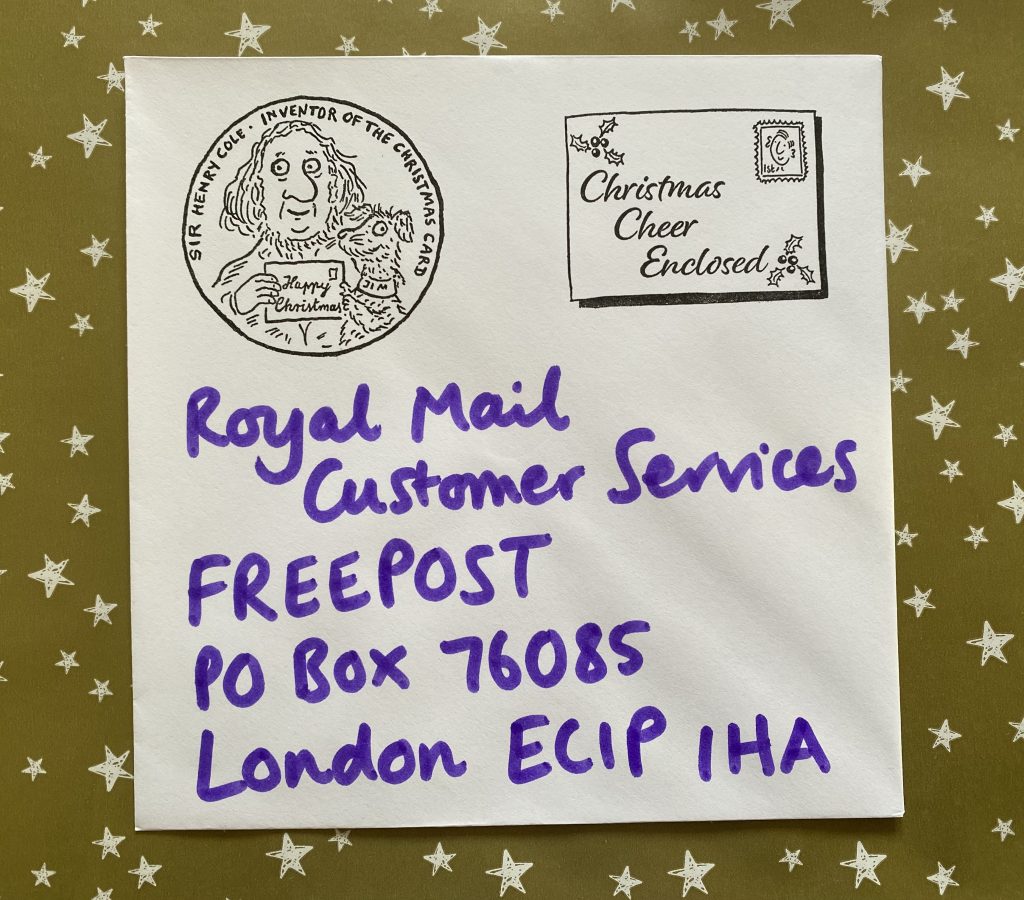 SIR HENRY COLE. INVENTOR OF THE CHRISTMAS CARD
Happy
Christmas
JIM
1st
Christmas
Cheer
Enclosed
Royal Mail
Customer Services
FREEPOST
PO Box 76085
London EC1P 1HA